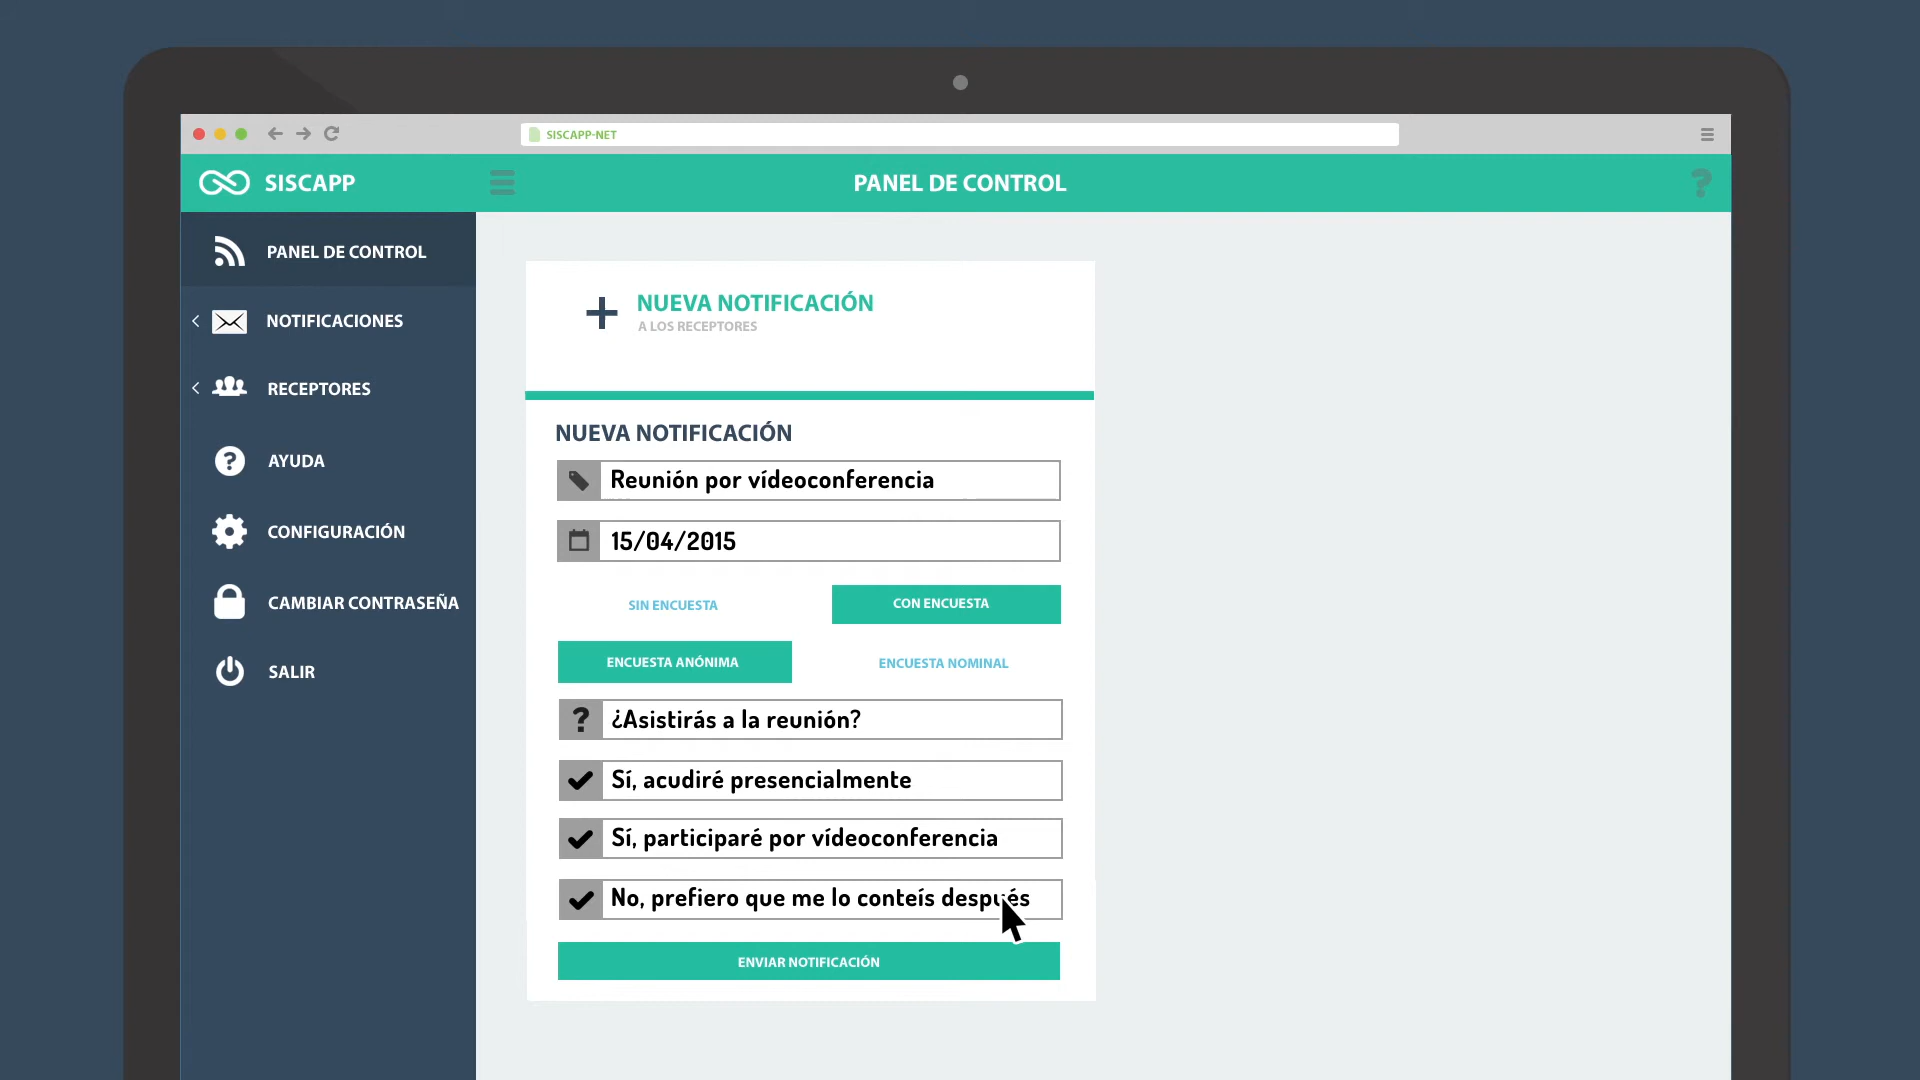 SISCAPP-NET
SISCAPP
PANEL DE CONTROL
PANEL DE CONTROL
NOTIFICACIONES
RECEPTORES
AYUDA
CONFIGURACIÓN
CAMBIAR CONTRASEÑA
SALIR
NUEVA NOTIFICACIÓN
A LOS RECEPTORES
NUEVA NOTIFICACIÓN
Reunión por vídeoconferencia
15/04/2015
SIN ENCUESTA
CON ENCUESTA
ENCUESTA ANÓNIMA
ENCUESTA NOMINAL
¿Asistirás a la reunión?
Sí, acudiré presencialmente
Sí, participaré por vídeoconferencia
No, prefiero que me lo conteís después
ENVIAR NOTIFICACIÓN